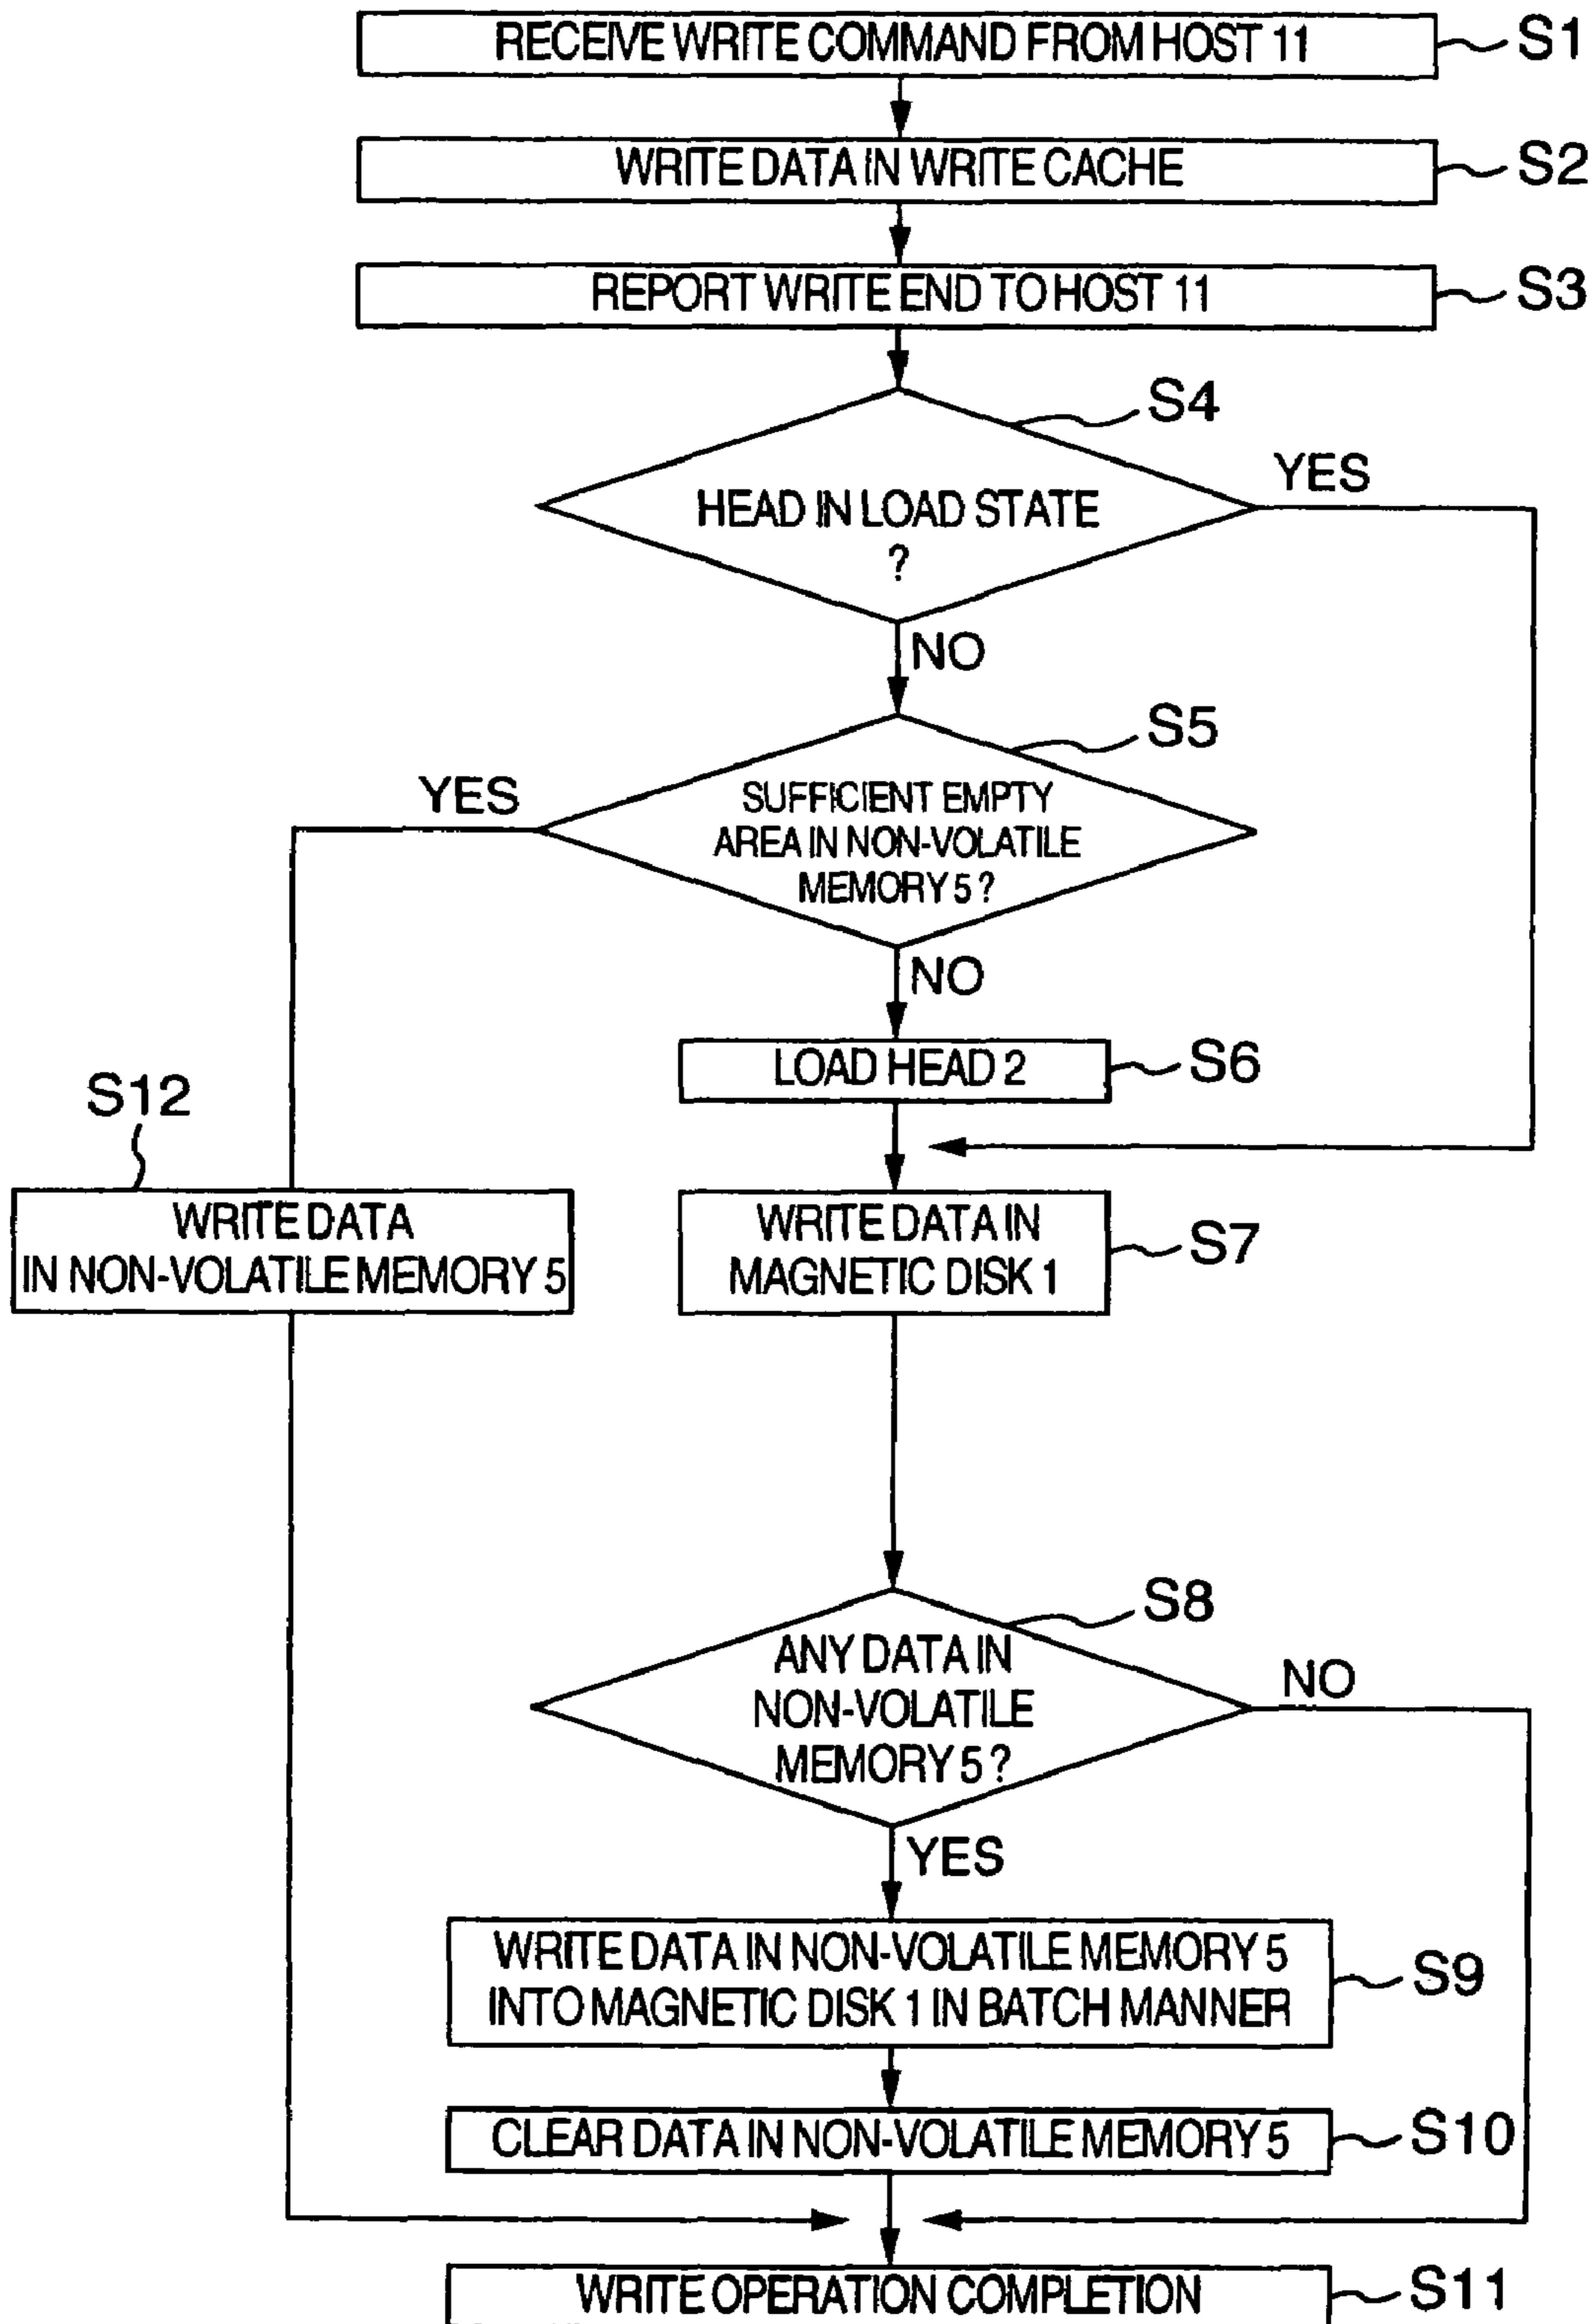 RECEIVE WRITE COMMAND FROM HOST 11
S1
WRITE DATA IN WRITE CACHE
S2
REPORT WRITE END TO HOST 11
S3
S4
HEAD IN LOAD STATE
?
YES
NO
S5
YES
SUFFICIENT EMPTY
AREA IN NON-VOLATILE
MEMORY 5 ?
NO
LOAD HEAD 2
S6
S12
WRITE DATA
IN NON-VOLATILE MEMORY 5
WRITE DATA IN
MAGNETIC DISK 1
S7
S8
ANY DATA IN
NON-VOLATILE
MEMORY 5 ?
NO
YES
WRITE DATA IN NON-VOLATILE MEMORY 5
INTO MAGNETIC DISK 1 IN BATCH MANNER
S9
CLEAR DATA IN NON-VOLATILE MEMORY 5
S10
WRITE OPERATION COMPLETION
S11